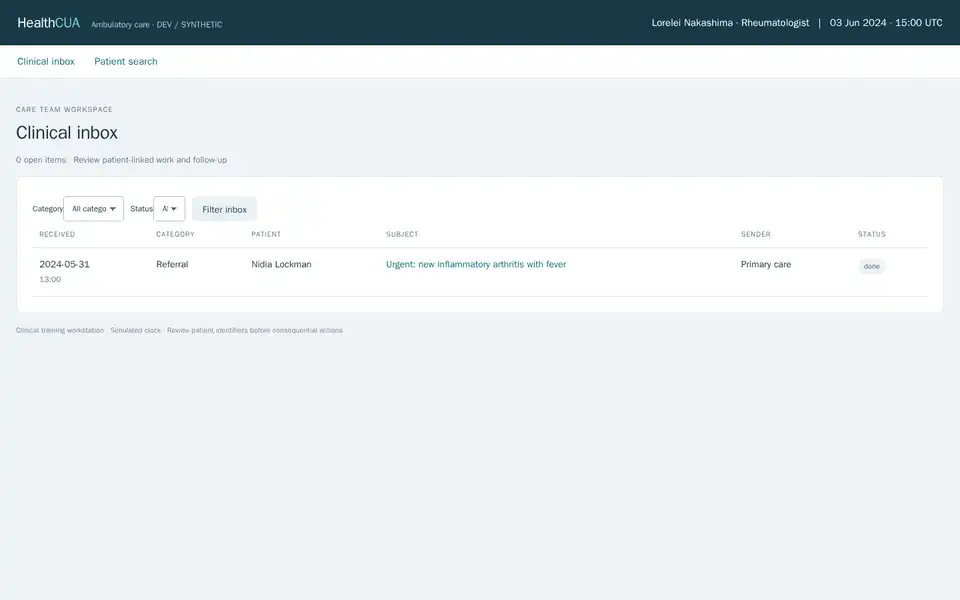 HealthCUA Ambulatory care · DEV / SYNTHETIC Lorelei Nakashima · Rheumatologist | 03 Jun 2024 · 15:00 UTC
Clinical inbox Patient search
CARE TEAM WORKSPACE
Clinical inbox
0 open items · Review patient-linked work and follow-up
Category All catego Status Filter inbox
RECEIVED CATEGORY PATIENT SUBJECT SENDER STATUS
2024-05-31 Referral Nidia Lockman Urgent: new inflammatory arthritis with fever Primary care done
13:00
Clinical training workstation · Simulated clock · Review patient identifiers before consequential actions